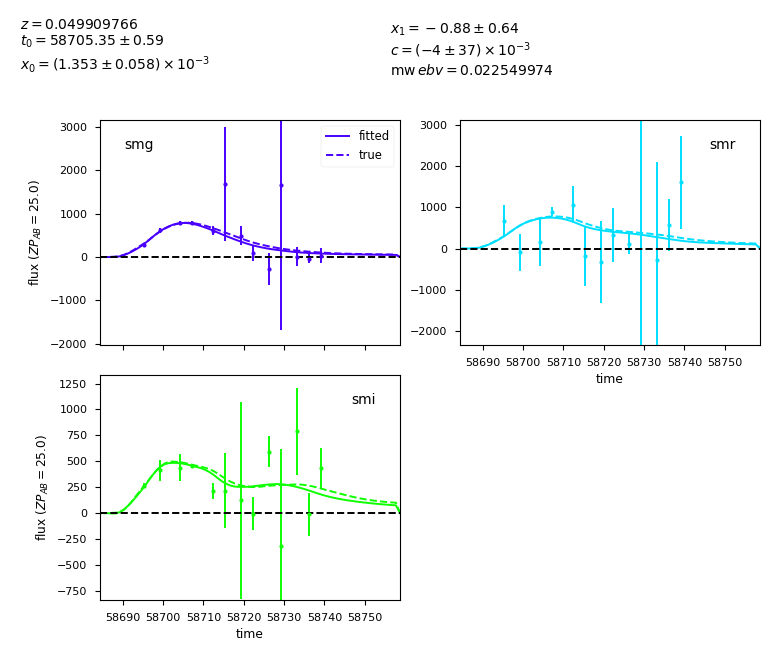 z = 0.049909766
t0 = 58705.35 ± 0.59
x0 = (1.353 ± 0.058) × 10^−3
x1 = −0.88 ± 0.64
c = (−4 ± 37) × 10^−3
mw ebv = 0.022549974
smg
fitted
true
3000
2000
1000
0
−1000
−2000
flux (ZP_AB = 25.0)
smr
3000
2000
1000
0
−1000
−2000
58690 58700 58710 58720 58730 58740 58750
time
smi
1250
1000
750
500
250
0
−250
−500
−750
flux (ZP_AB = 25.0)
58690 58700 58710 58720 58730 58740 58750
time